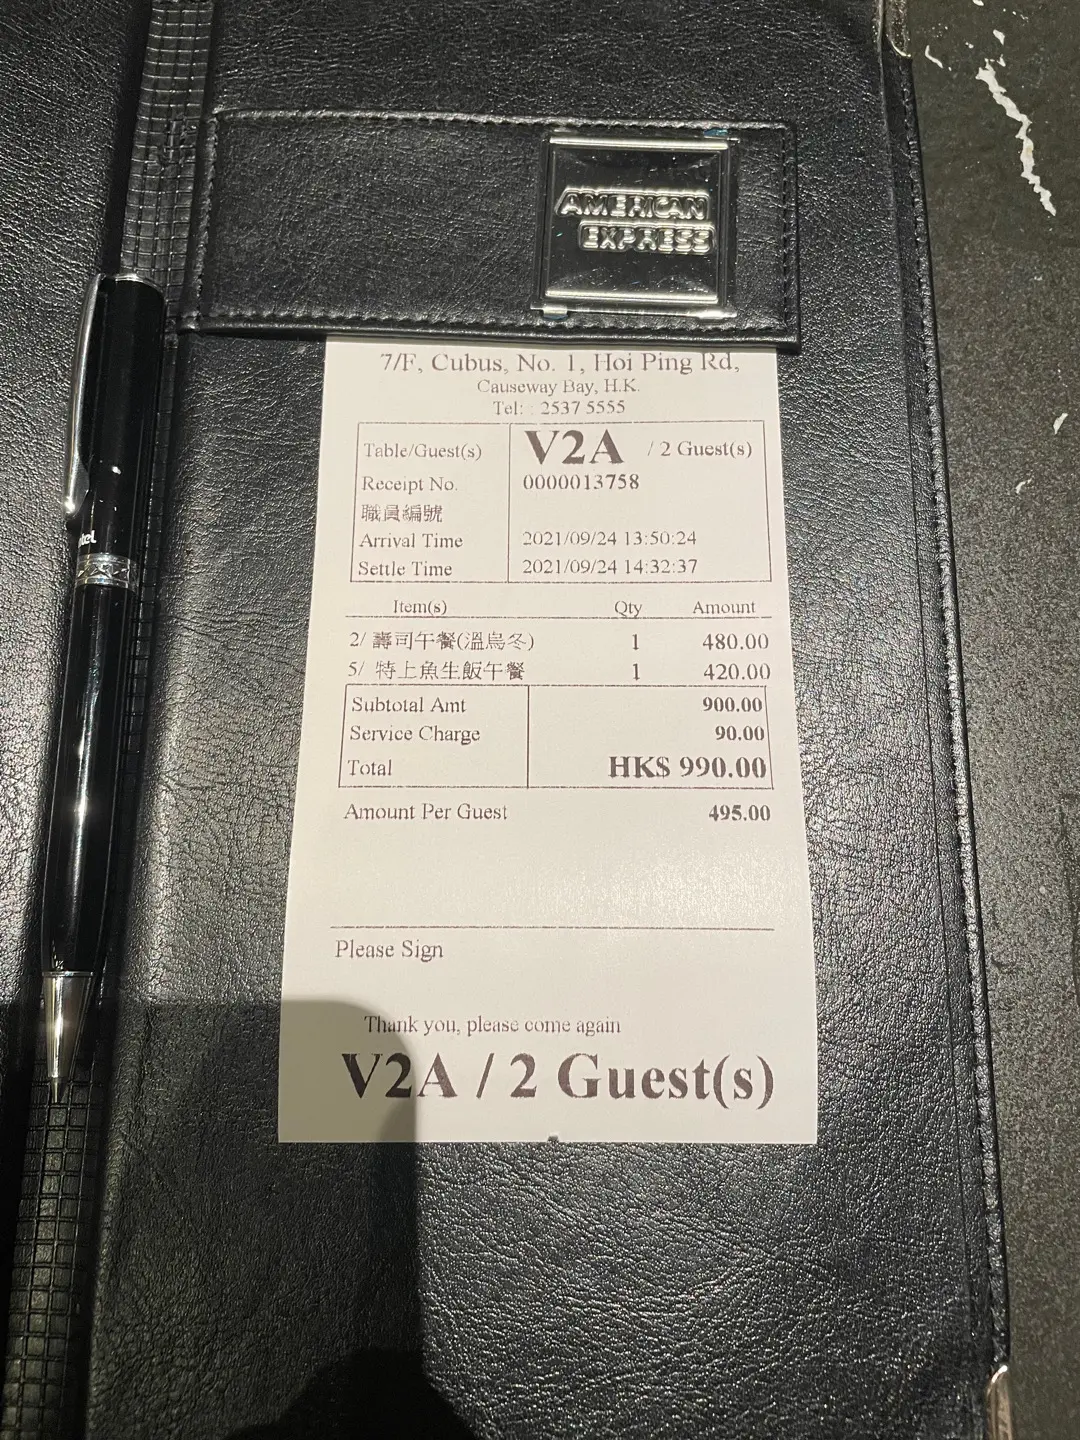 AMERICAN
EXPRESS
7/F, Cubus, No. 1, Hoi Ping Rd,
Causeway Bay, H.K.
Tel: : 2537 5555
Table/Guest(s) V2A / 2 Guest(s)
Receipt No. 0000013758
職員編號
Arrival Time 2021/09/24 13:50:24
Settle Time 2021/09/24 14:32:37
Item(s) Qty Amount
2/ 壽司午餐(溫烏冬) 1 480.00
5/ 特上魚生飯午餐 1 420.00
Subtotal Amt 900.00
Service Charge 90.00
Total HK$ 990.00
Amount Per Guest 495.00
Please Sign
Thank you, please come again
V2A / 2 Guest(s)